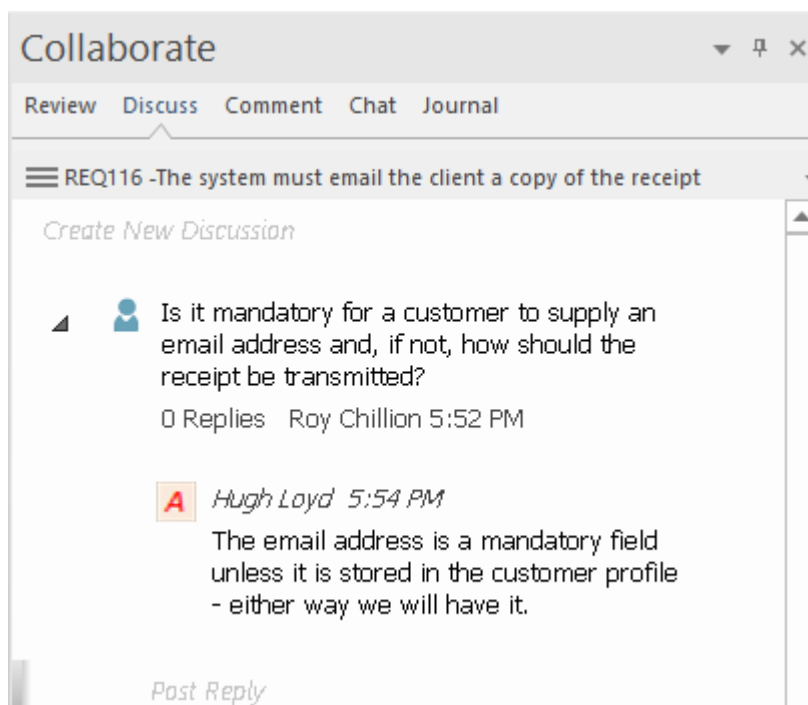 Collaborate
Review Discuss Comment Chat Journal
REQ116 -The system must email the client a copy of the receipt
Create New Discussion
Is it mandatory for a customer to supply an
email address and, if not, how should the
receipt be transmitted?
0 Replies Roy Chillion 5:52 PM
A Hugh Loyd 5:54 PM
The email address is a mandatory field
unless it is stored in the customer profile
- either way we will have it.
Post Reply